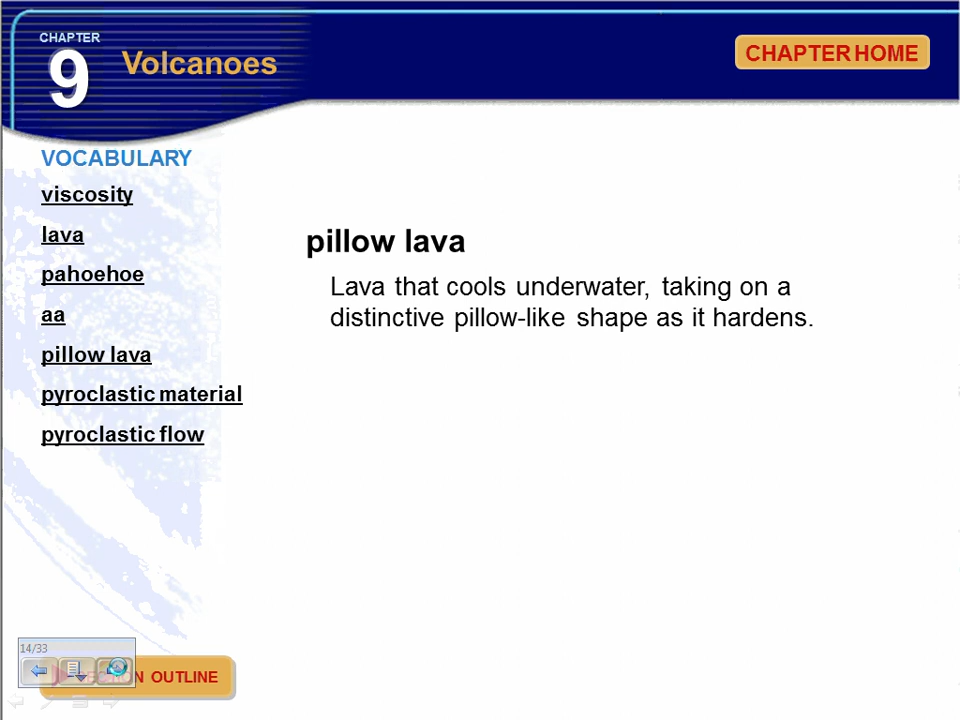 CHAPTER
9
Volcanoes
CHAPTER HOME
VOCABULARY
viscosity
lava
pahoehoe
aa
pillow lava
pyroclastic material
pyroclastic flow
pillow lava
Lava that cools underwater, taking on a
distinctive pillow-like shape as it hardens.
14/33
OUTLINE